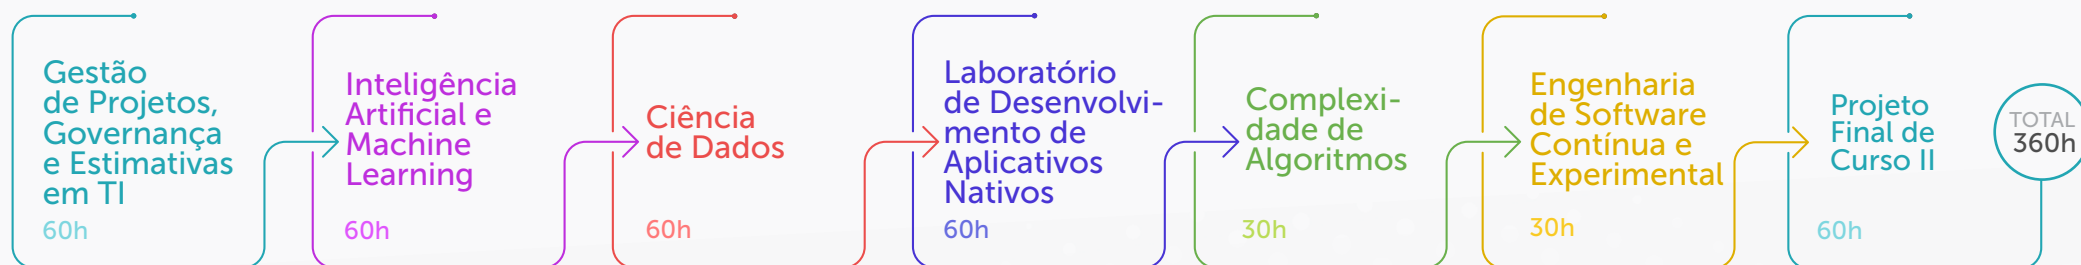 Gestão
de Projetos,
Governança
e Estimativas
em TI
60h
Inteligência
Artificial e
Machine
Learning
60h
Ciência
de Dados
60h
Laboratório
de Desenvolvi-
mento de
Aplicativos
Nativos
60h
Complexi-
dade de
Algoritmos
30h
Engenharia
de Software
Contínua e
Experimental
30h
Projeto
Final de
Curso II
60h
TOTAL
360h